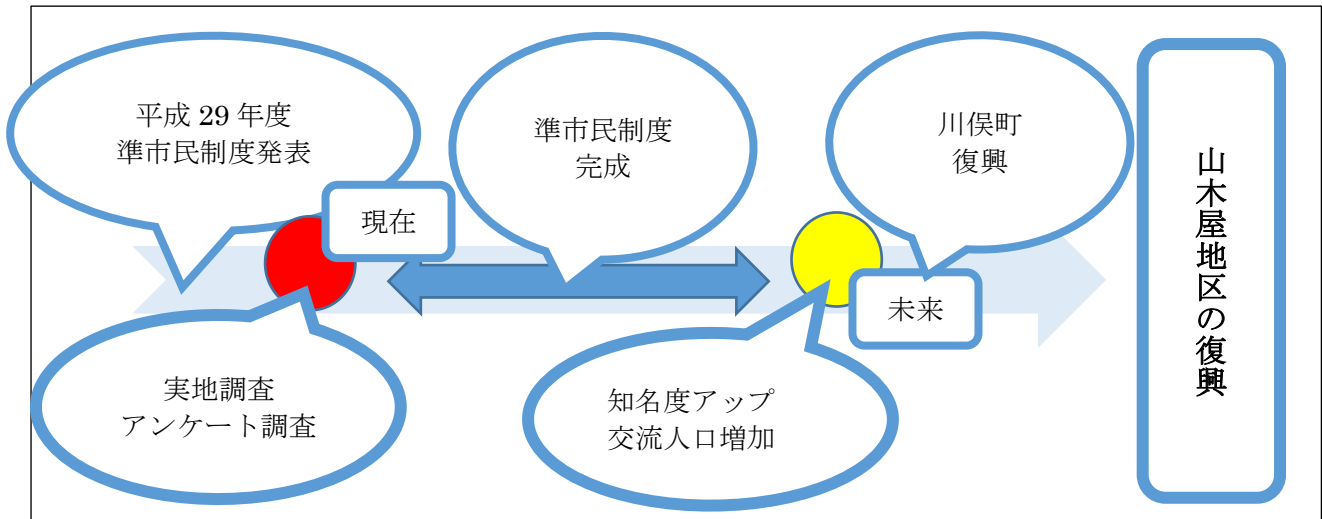 平成 29 年度
準市民制度発表
現在
実地調査
アンケート調査
準市民制度
完成
知名度アップ
交流人口増加
川俣町
復興
未来
山木屋地区の復興